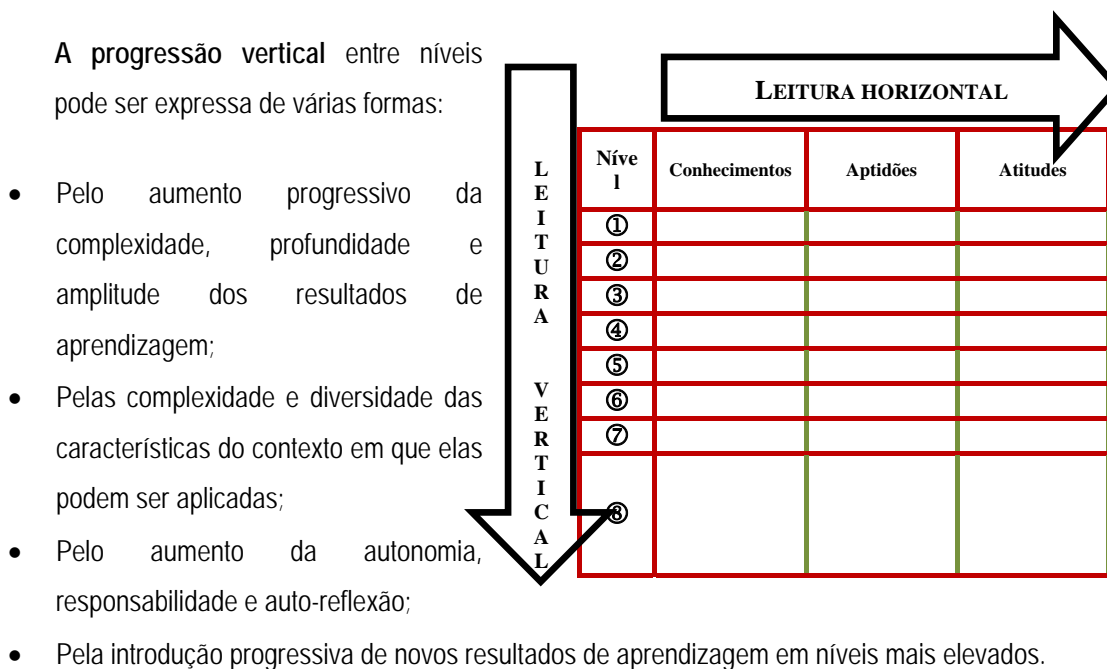 A progressão vertical entre níveis
pode ser expressa de várias formas:
• Pelo aumento progressivo da
complexidade, profundidade e
amplitude dos resultados de
aprendizagem;
• Pelas complexidade e diversidade das
características do contexto em que elas
podem ser aplicadas;
• Pelo aumento da autonomia,
responsabilidade e auto-reflexão;
• Pela introdução progressiva de novos resultados de aprendizagem em níveis mais elevados.
LEITURA HORIZONTAL
LEITURA VERTICAL
Níve
l
Conhecimentos
Aptidões
Atitudes
①
②
③
④
⑤
⑥
⑦
⑧